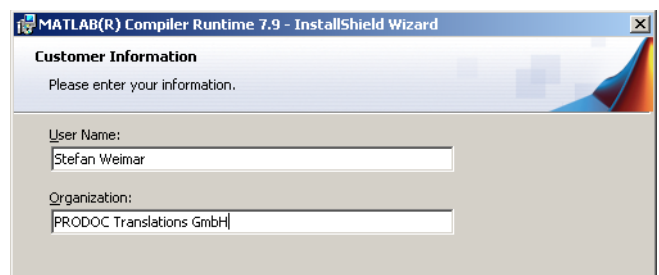 MATLAB(R) Compiler Runtime 7.9 - InstallShield Wizard
Customer Information
Please enter your information.
User Name:
Stefan Weimar
Organization:
PRODOC Translations GmbH